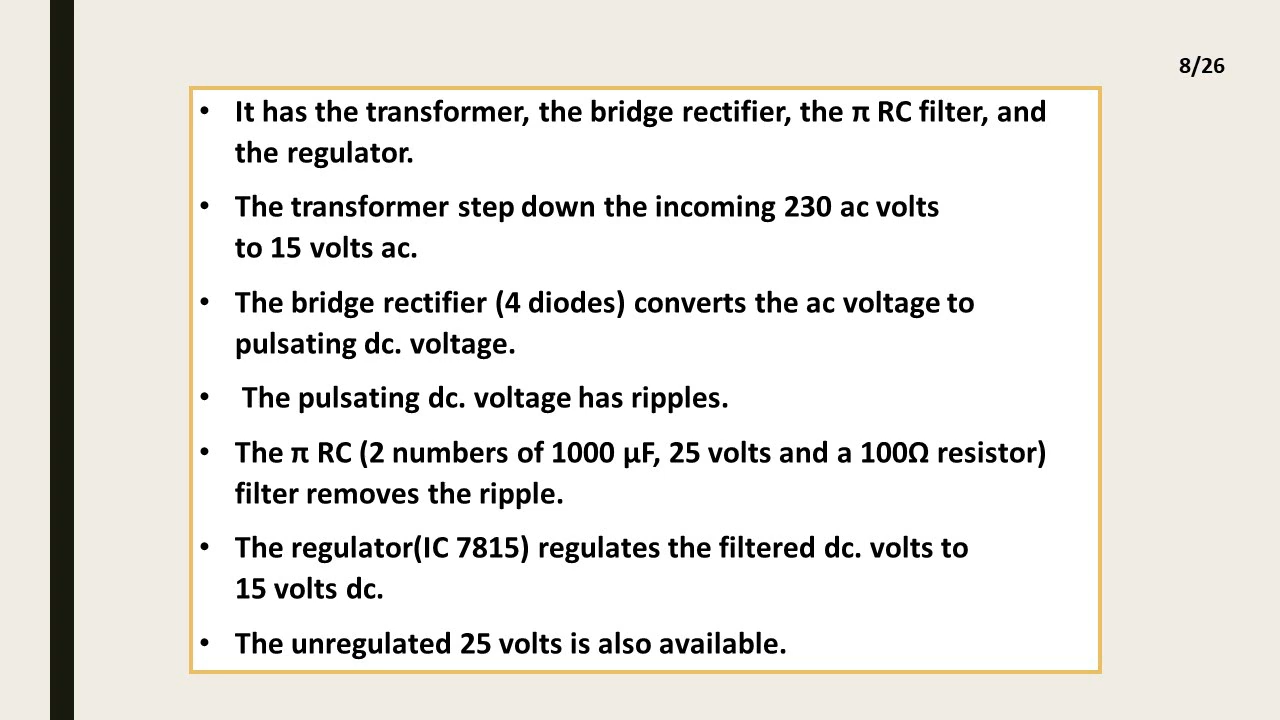 8/26
• It has the transformer, the bridge rectifier, the π RC filter, and
the regulator.
• The transformer step down the incoming 230 ac volts
to 15 volts ac.
• The bridge rectifier (4 diodes) converts the ac voltage to
pulsating dc. voltage.
• The pulsating dc. voltage has ripples.
• The π RC (2 numbers of 1000 µF, 25 volts and a 100Ω resistor)
filter removes the ripple.
• The regulator(IC 7815) regulates the filtered dc. volts to
15 volts dc.
• The unregulated 25 volts is also available.